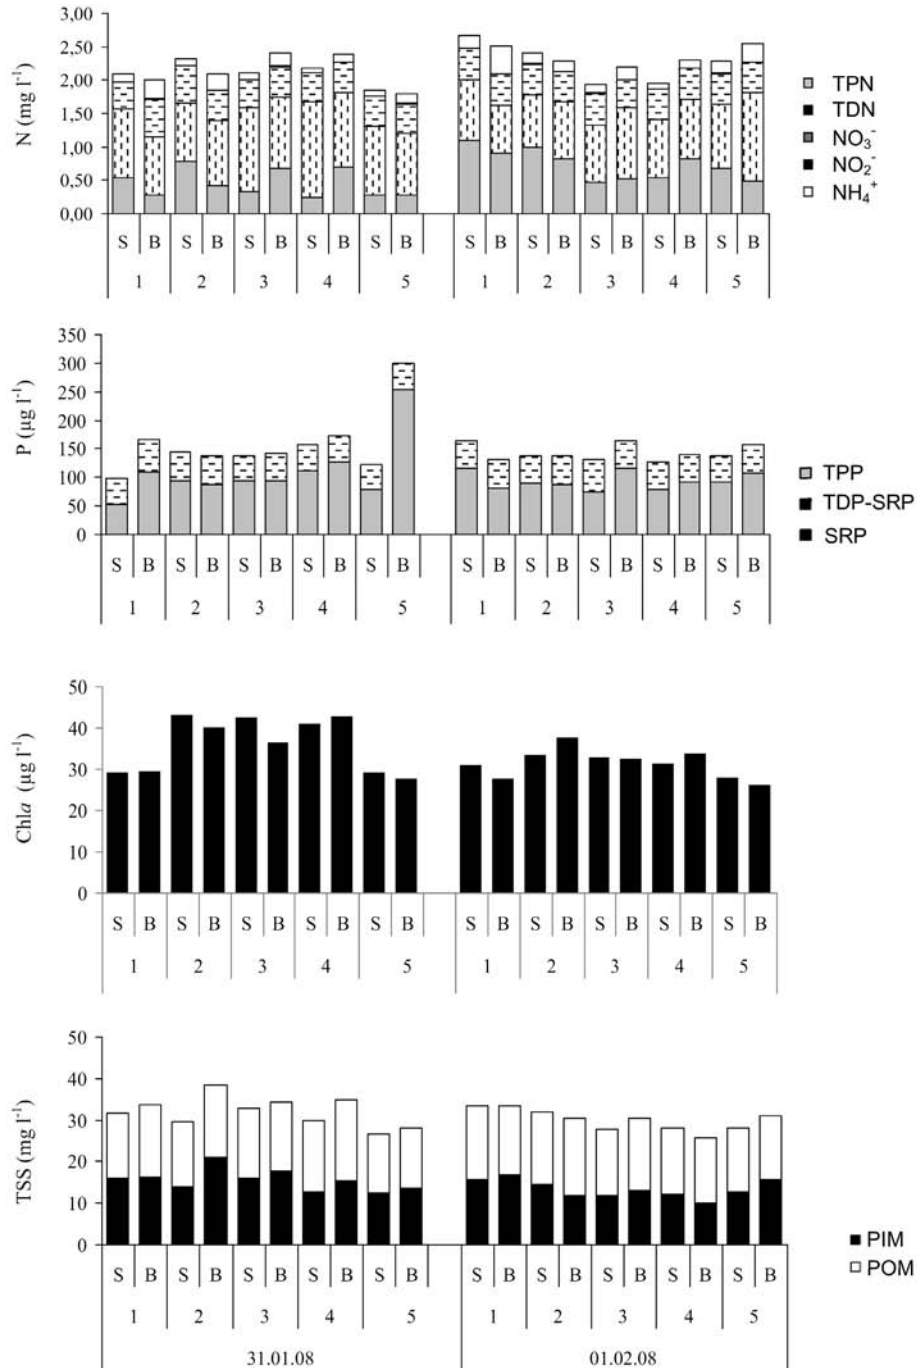 N (mg l⁻¹)
3,00
2,50
2,00
1,50
1,00
0,50
0,00
S B S B S B S B S B S B S B S B S B S B
1 2 3 4 5 1 2 3 4 5
TPN
TDN
NO₃⁻
NO₂⁻
NH₄⁺
P (µg l⁻¹)
350
300
250
200
150
100
50
0
S B S B S B S B S B S B S B S B S B S B
1 2 3 4 5 1 2 3 4 5
TPP
TDP-SRP
SRP
Chla (µg l⁻¹)
50
40
30
20
10
0
S B S B S B S B S B S B S B S B S B S B
1 2 3 4 5 1 2 3 4 5
TSS (mg l⁻¹)
50
40
30
20
10
0
S B S B S B S B S B S B S B S B S B S B
1 2 3 4 5 1 2 3 4 5
31.01.08 01.02.08
PIM
POM